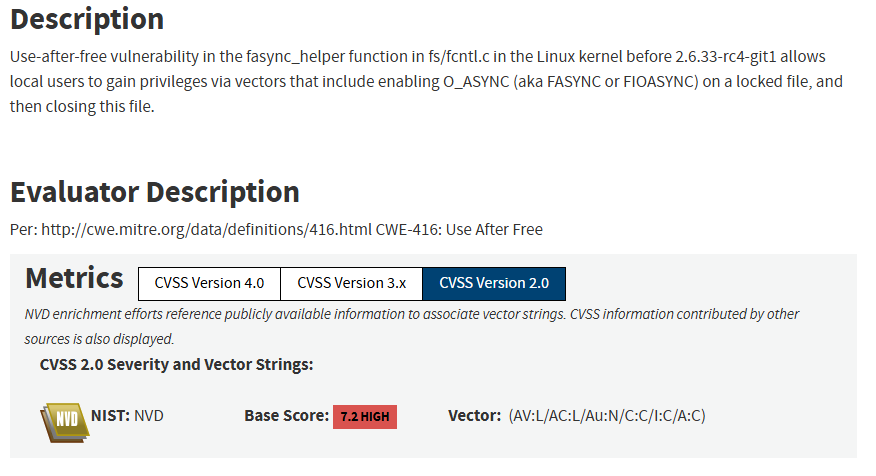 Description
Use-after-free vulnerability in the fasync_helper function in fs/fcntl.c in the Linux kernel before 2.6.33-rc4-git1 allows
local users to gain privileges via vectors that include enabling O_ASYNC (aka FASYNC or FIOASYNC) on a locked file, and
then closing this file.
Evaluator Description
Per: http://cwe.mitre.org/data/definitions/416.html CWE-416: Use After Free
Metrics CVSS Version 4.0 CVSS Version 3.x CVSS Version 2.0
NVD enrichment efforts reference publicly available information to associate vector strings. CVSS information contributed by other
sources is also displayed.
CVSS 2.0 Severity and Vector Strings:
NVD NIST: NVD Base Score: 7.2 HIGH Vector: (AV:L/AC:L/Au:N/C:C/I:C/A:C)